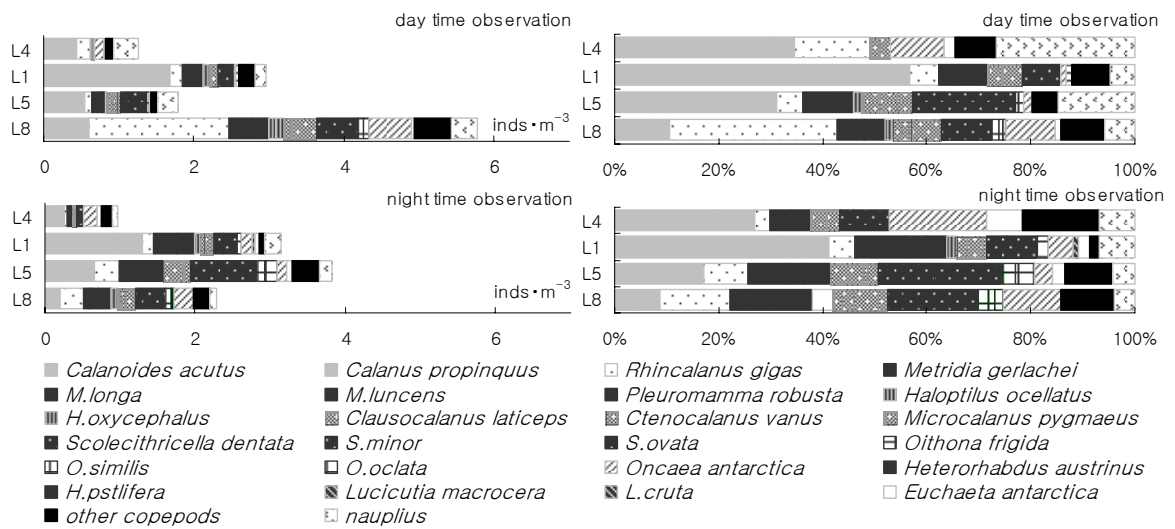 day time observation
L4
L1
L5
L8
inds・m⁻³
0 2 4 6
day time observation
L4
L1
L5
L8
0% 20% 40% 60% 80% 100%
night time observation
L4
L1
L5
L8
inds・m⁻³
0 2 4 6
night time observation
L4
L1
L5
L8
0% 20% 40% 60% 80% 100%
Calanoides acutus Calanus propinquus Rhincalanus gigas Metridia gerlachei
M.longa M.luncens Pleuromamma robusta Haloptilus ocellatus
H.oxycephalus Clausocalanus laticeps Ctenocalanus vanus Microcalanus pygmaeus
Scolecithricella dentata S.minor S.ovata Oithona frigida
O.similis O.oclata Oncaea antarctica Heterorhabdus austrinus
H.pstlifera Lucicutia macrocera L.cruta Euchaeta antarctica
other copepods nauplius